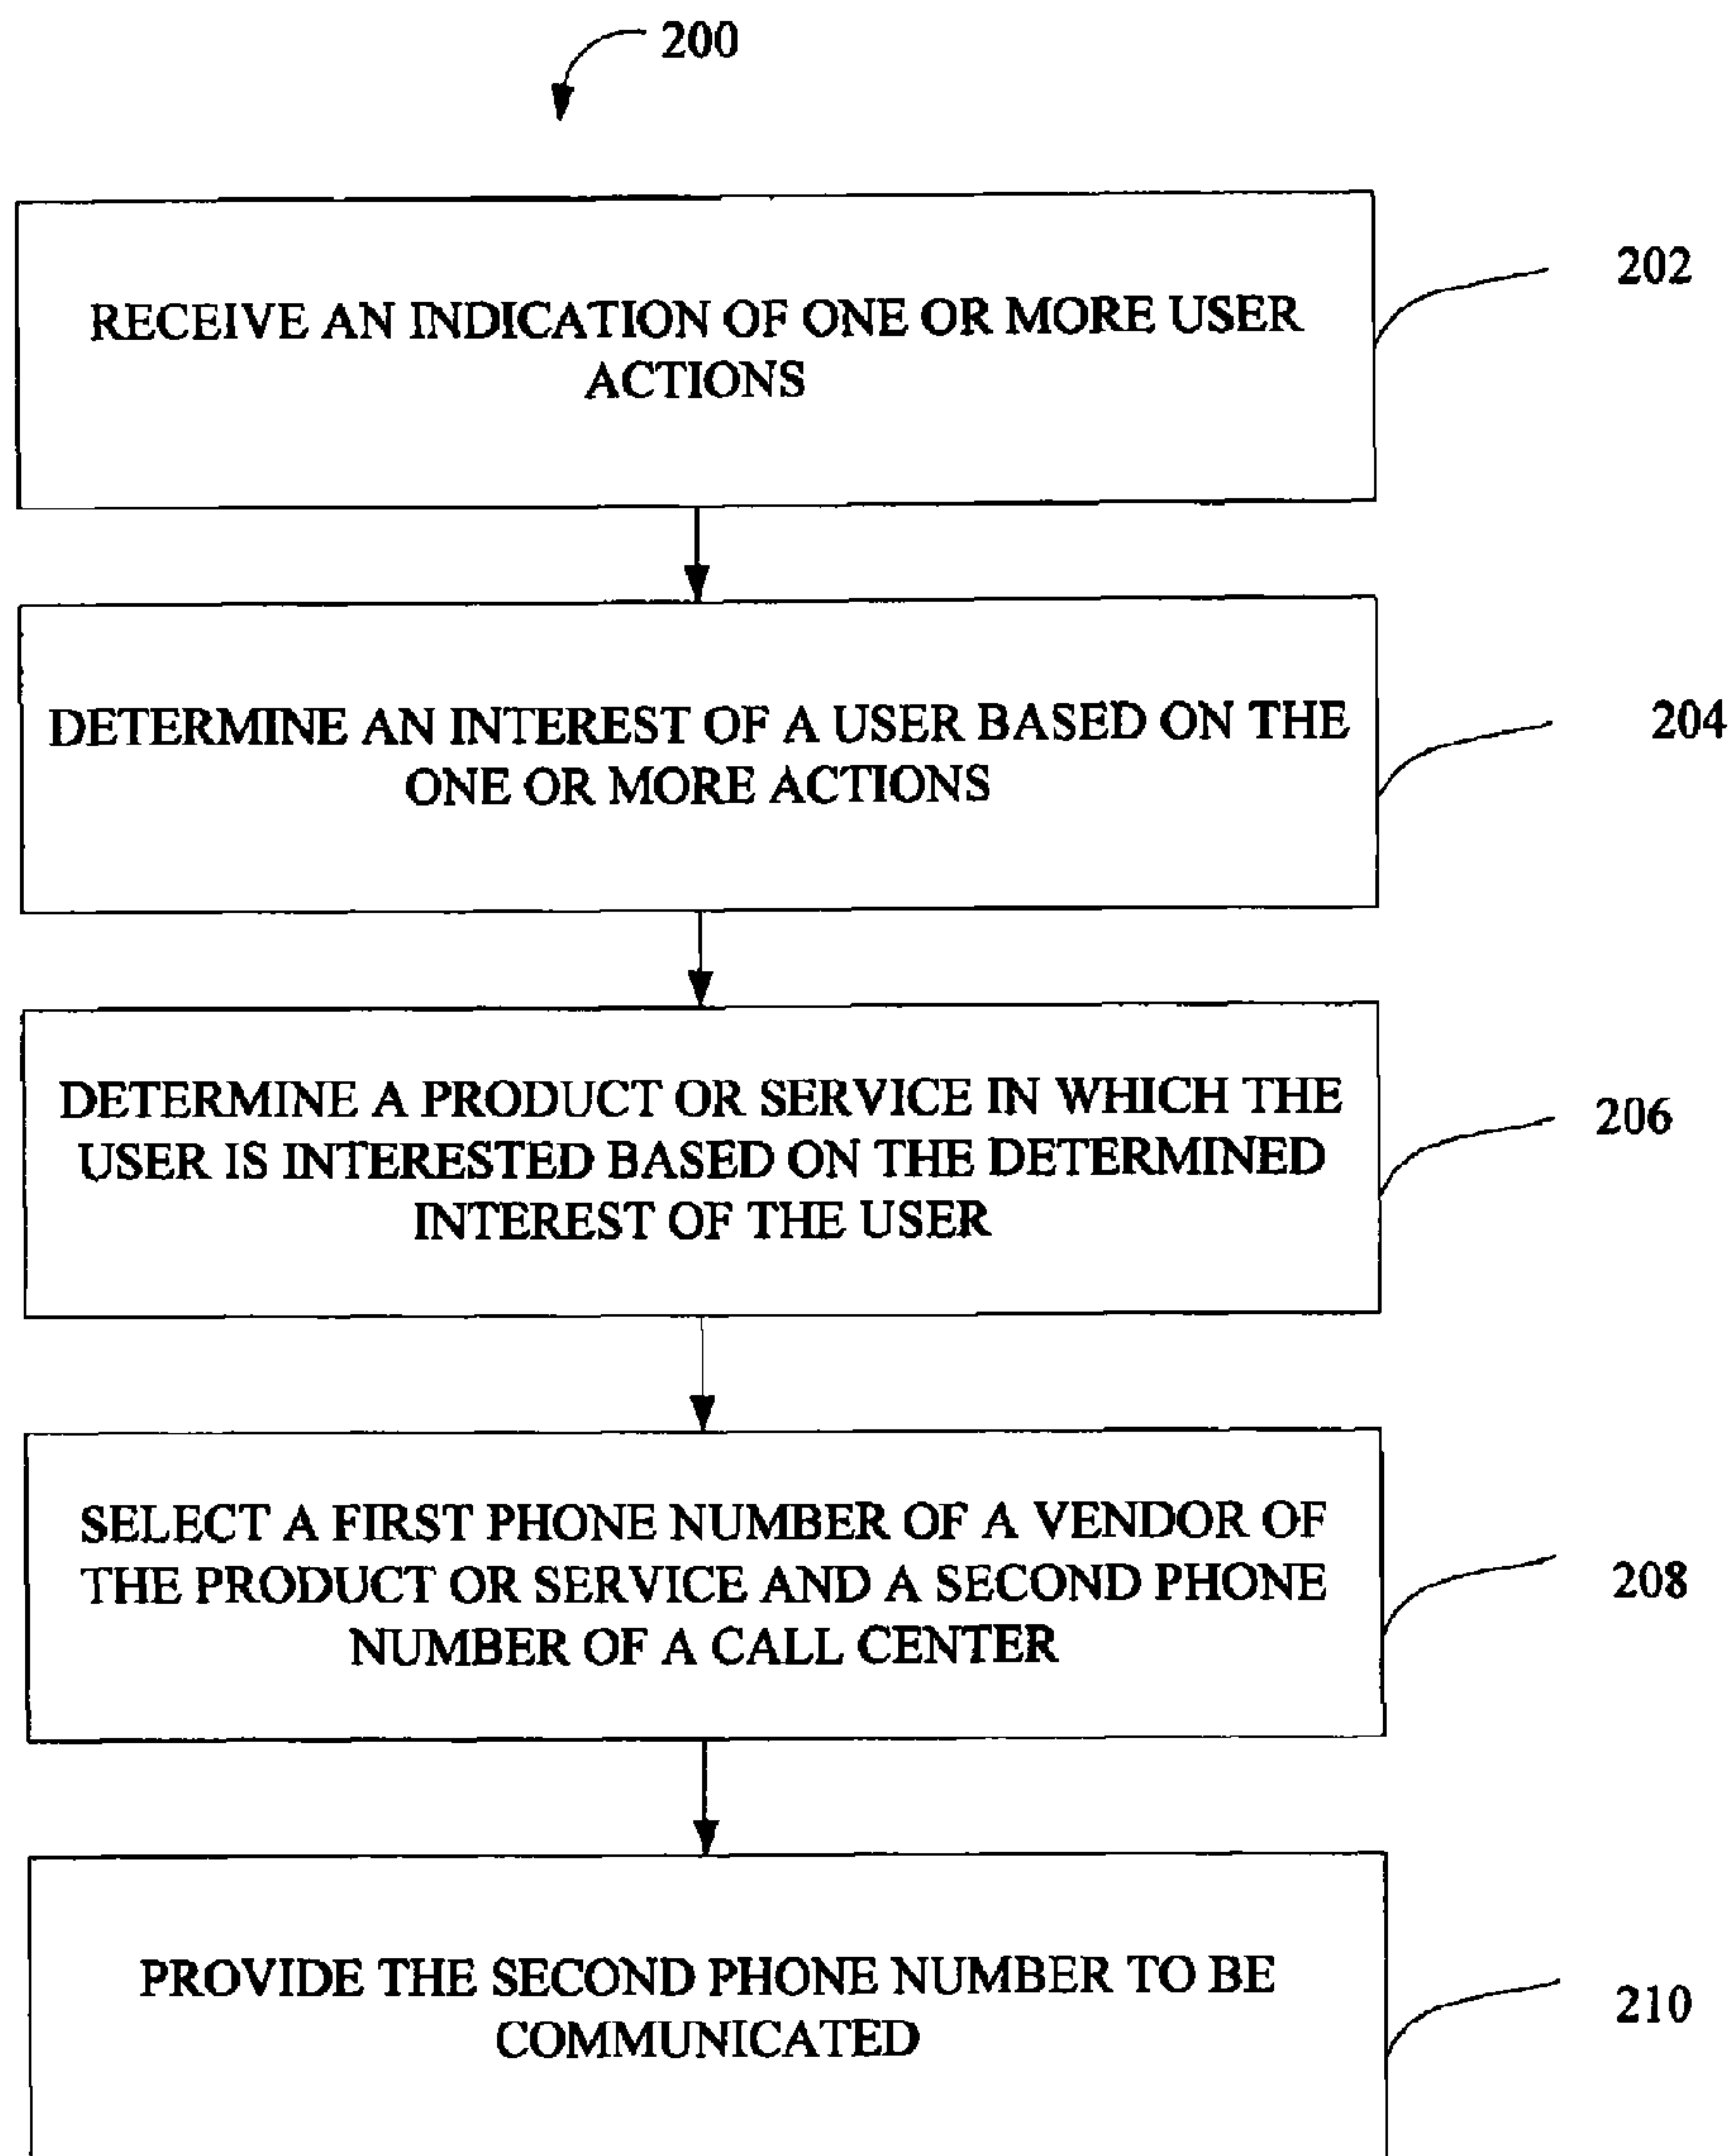 200
RECEIVE AN INDICATION OF ONE OR MORE USER
ACTIONS
202
DETERMINE AN INTEREST OF A USER BASED ON THE
ONE OR MORE ACTIONS
204
DETERMINE A PRODUCT OR SERVICE IN WHICH THE
USER IS INTERESTED BASED ON THE DETERMINED
INTEREST OF THE USER
206
SELECT A FIRST PHONE NUMBER OF A VENDOR OF
THE PRODUCT OR SERVICE AND A SECOND PHONE
NUMBER OF A CALL CENTER
208
PROVIDE THE SECOND PHONE NUMBER TO BE
COMMUNICATED
210